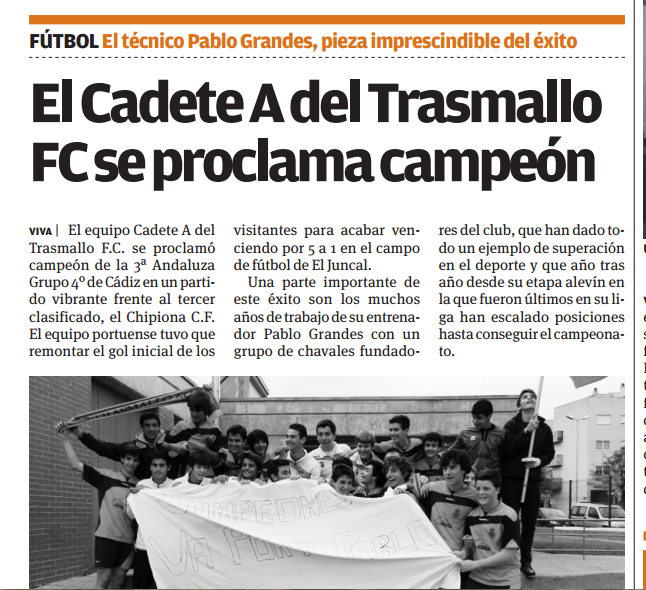 FÚTBOL El técnico Pablo Grandes, pieza imprescindible del éxito
El Cadete A del Trasmallo
FC se proclama campeón
VIVA | El equipo Cadete A del
Trasmallo F.C. se proclamó
campeón de la 3ª Andaluza
Grupo 4º de Cádiz en un parti-
do vibrante frente al tercer
clasificado, el Chipiona C.F.
El equipo portuense tuvo que
remontar el gol inicial de los
visitantes para acabar ven-
ciendo por 5 a 1 en el campo
de fútbol de El Juncal.
Una parte importante de
este éxito son los muchos
años de trabajo de su entrena-
dor Pablo Grandes con un
grupo de chavales fundado-
res del club, que han dado to-
do un ejemplo de superación
en el deporte y que año tras
año desde su etapa alevín en
la que fueron últimos en su li-
ga han escalado posiciones
hasta conseguir el campeona-
to.
CAMPEONES
VA POR TI PABLO